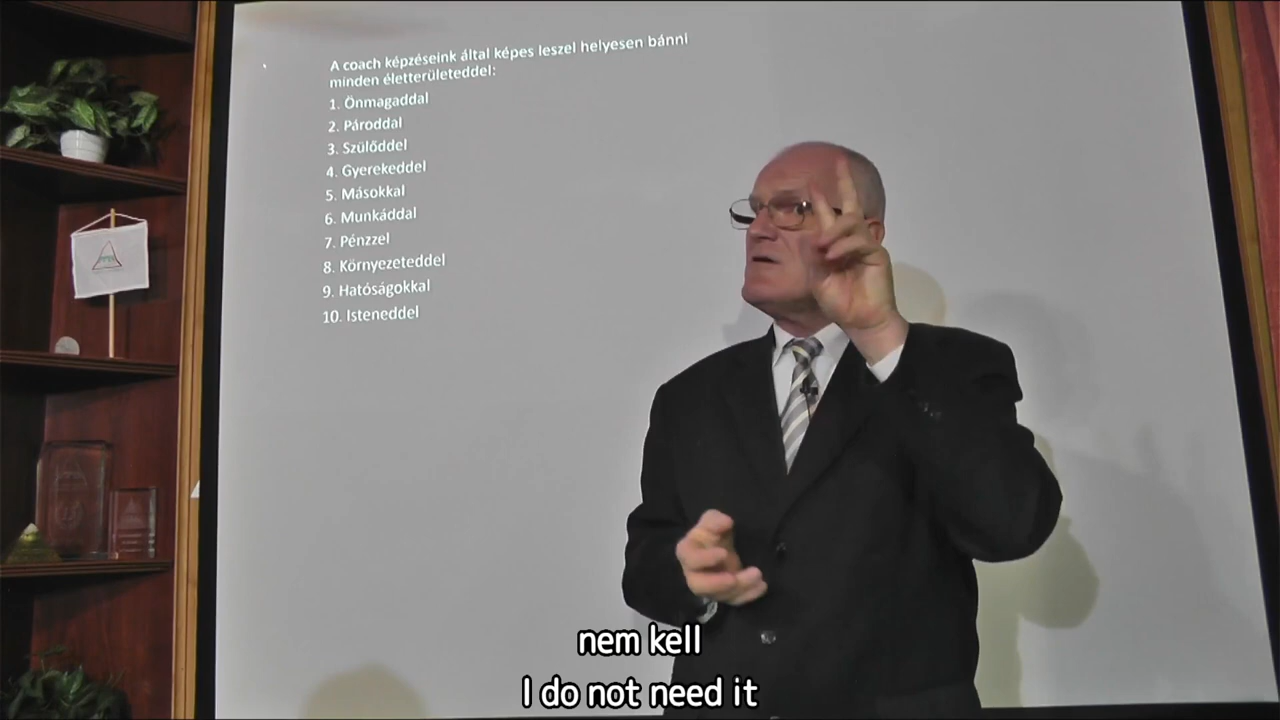 A coach képzéseink által képes leszel helyesen bánni
minden életterületeddel:
1. Önmagaddal
2. Pároddal
3. Szülőddel
4. Gyerekeddel
5. Másokkal
6. Munkáddal
7. Pénzzel
8. Környezeteddel
9. Hatóságokkal
10. Isteneddel
nem kell
I do not need it